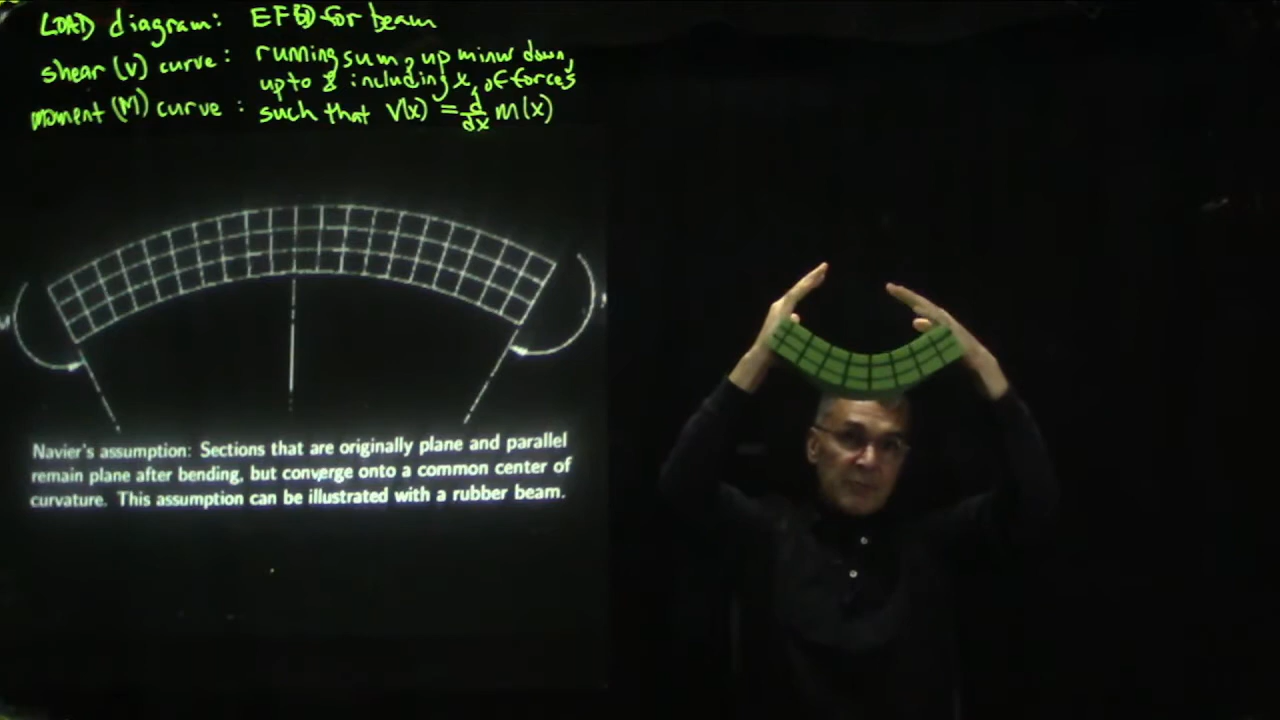 LOAD diagram: EFBD for beam
shear (V) curve: running sum, up minus down,
up to & including x, of forces
moment (M) curve: such that V(x) = d/dx M(x)
Navier's assumption: Sections that are originally plane and parallel
remain plane after bending, but converge onto a common center of
curvature. This assumption can be illustrated with a rubber beam.